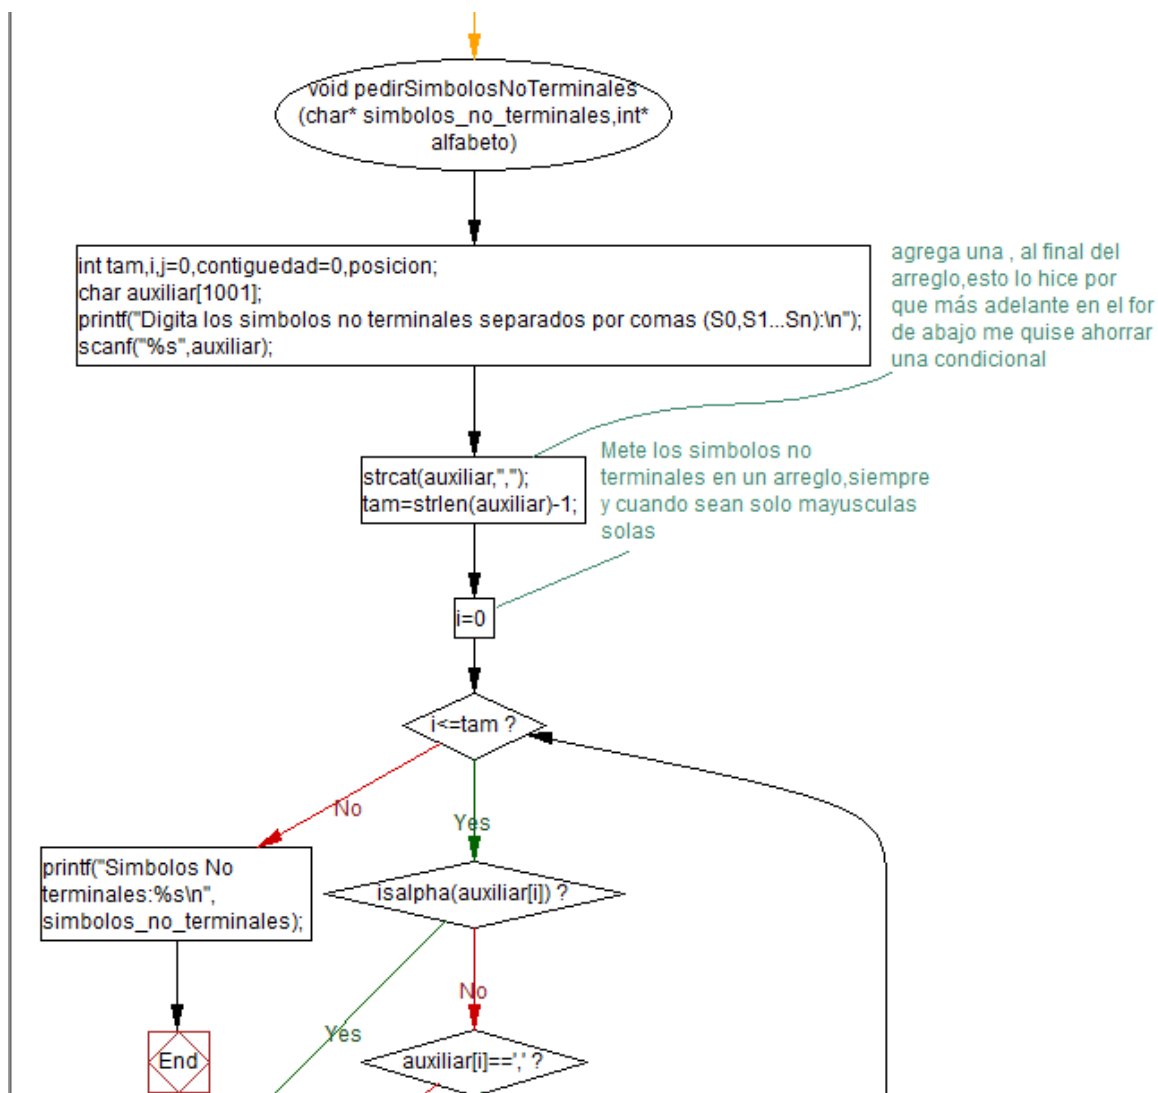 void pedirSimbolosNoTerminales
(char* simbolos_no_terminales,int*
alfabeto)
int tam,i,j=0,contiguedad=0,posicion;
char auxiliar[1001];
printf("Digita los simbolos no terminales separados por comas (S0,S1...Sn):\n");
scanf("%s",auxiliar);
agrega una , al final del
arreglo,esto lo hice por
que más adelante en el for
de abajo me quise ahorrar
una condicional
strcat(auxiliar,",");
tam=strlen(auxiliar)-1;
Mete los simbolos no
terminales en un arreglo,siempre
y cuando sean solo mayusculas
solas
i=0
i<=tam ?
No
Yes
printf("Simbolos No
terminales:%s\n",
simbolos_no_terminales);
isalpha(auxiliar[i]) ?
No
Yes
End
auxiliar[i]==',' ?